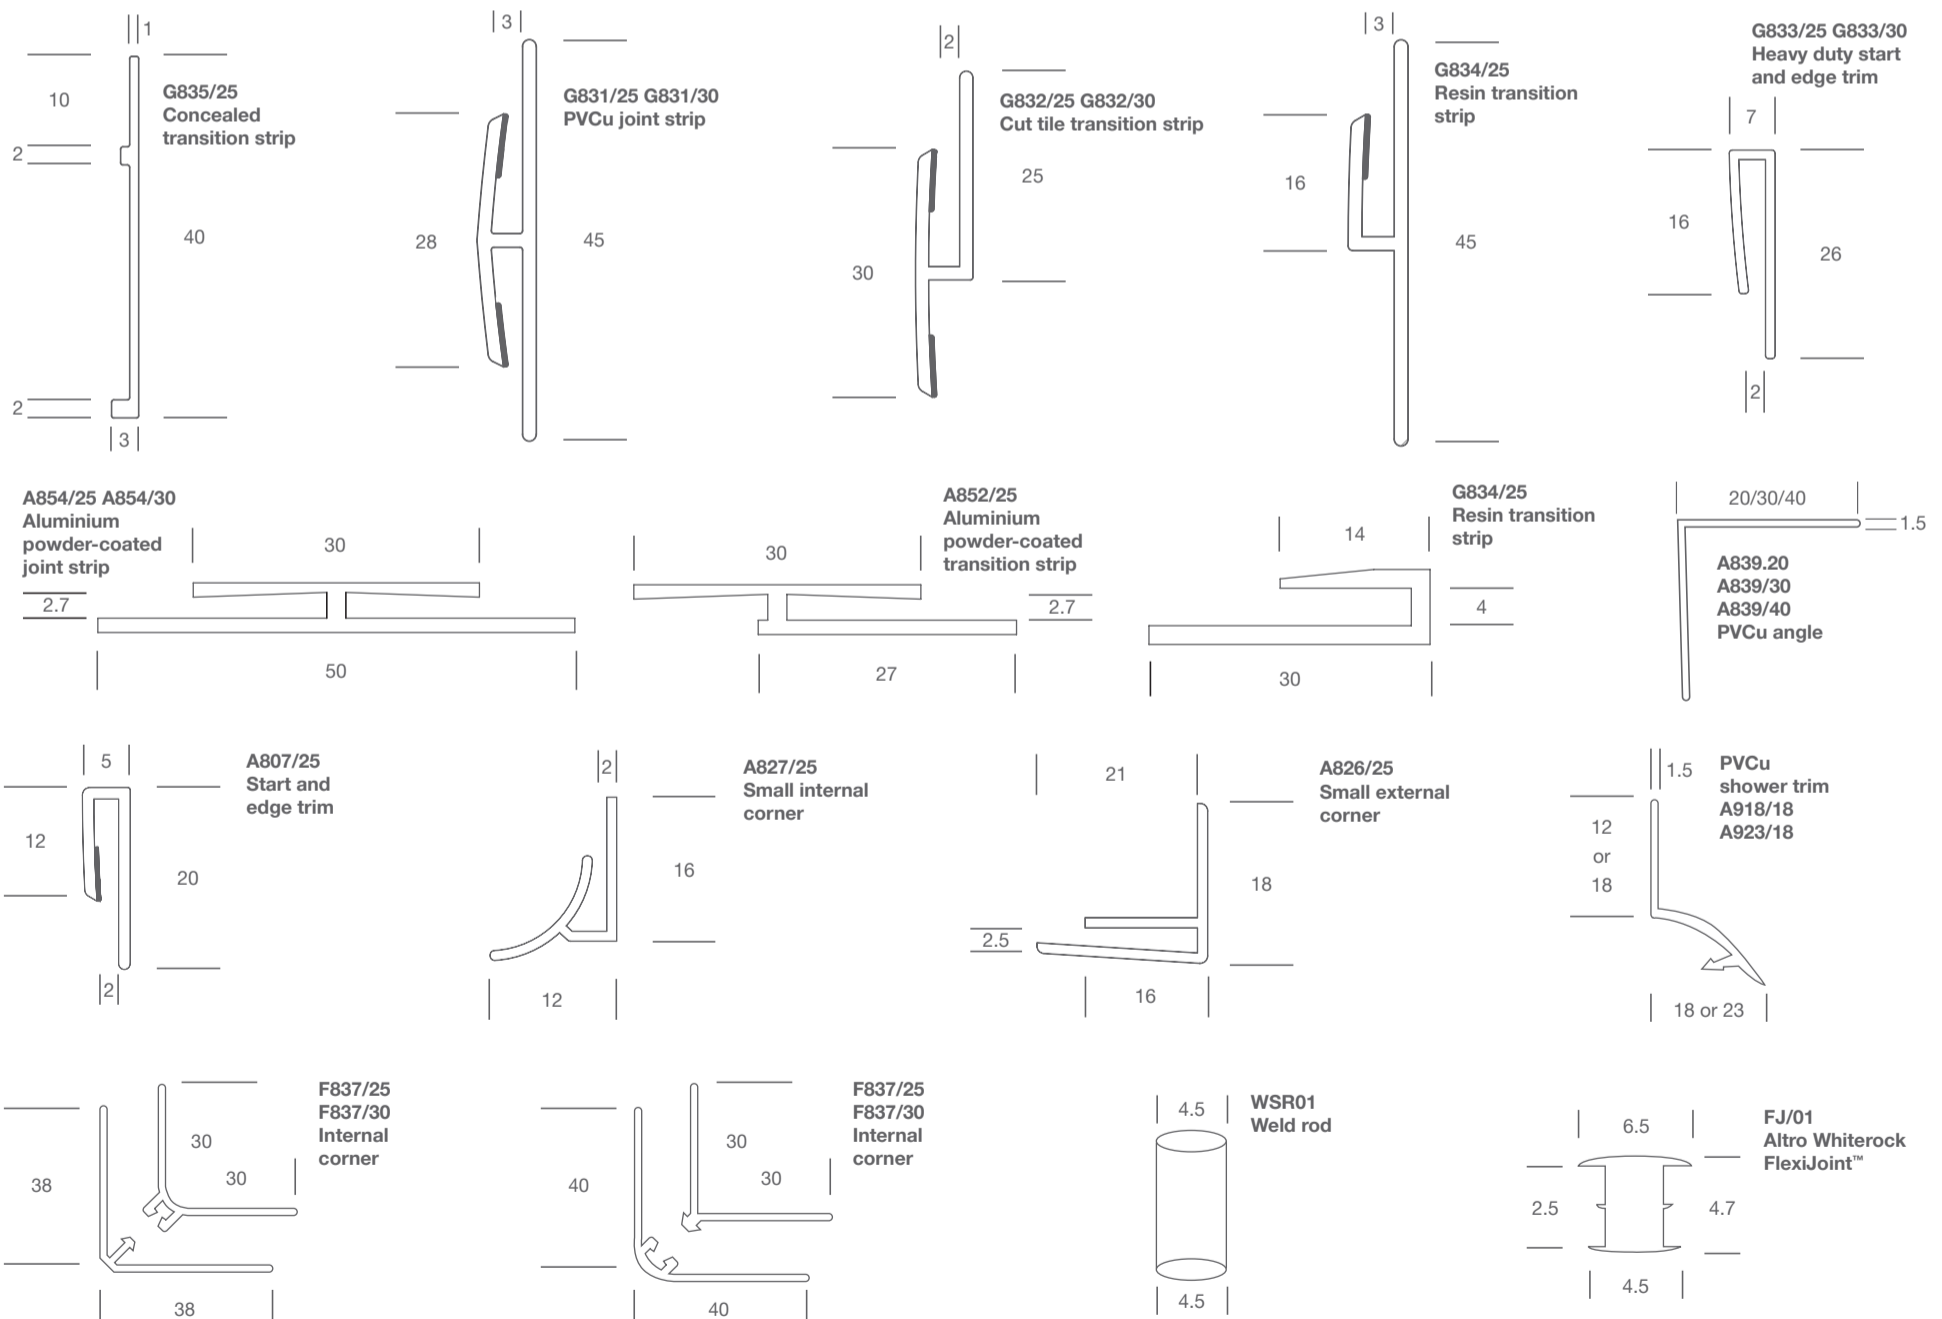 1
10
2
40
2
3
G835/25
Concealed
transition strip
3
28
45
G831/25 G831/30
PVCu joint strip
2
25
30
G832/25 G832/30
Cut tile transition strip
3
16
45
G834/25
Resin transition
strip
G833/25 G833/30
Heavy duty start
and edge trim
7
16
26
2
A854/25 A854/30
Aluminium
powder-coated
joint strip
30
2.7
50
A852/25
Aluminium
powder-coated
transition strip
30
2.7
27
G834/25
Resin transition
strip
14
4
30
20/30/40
1.5
A839.20
A839/30
A839/40
PVCu angle
5
12
20
2
A807/25
Start and
edge trim
2
16
12
A827/25
Small internal
corner
21
18
2.5
16
A826/25
Small external
corner
1.5
12
or
18
18 or 23
PVCu
shower trim
A918/18
A923/18
30
30
38
38
F837/25
F837/30
Internal
corner
30
30
40
40
F837/25
F837/30
Internal
corner
4.5
4.5
WSR01
Weld rod
6.5
2.5
4.7
4.5
FJ/01
Altro Whiterock
FlexiJoint™